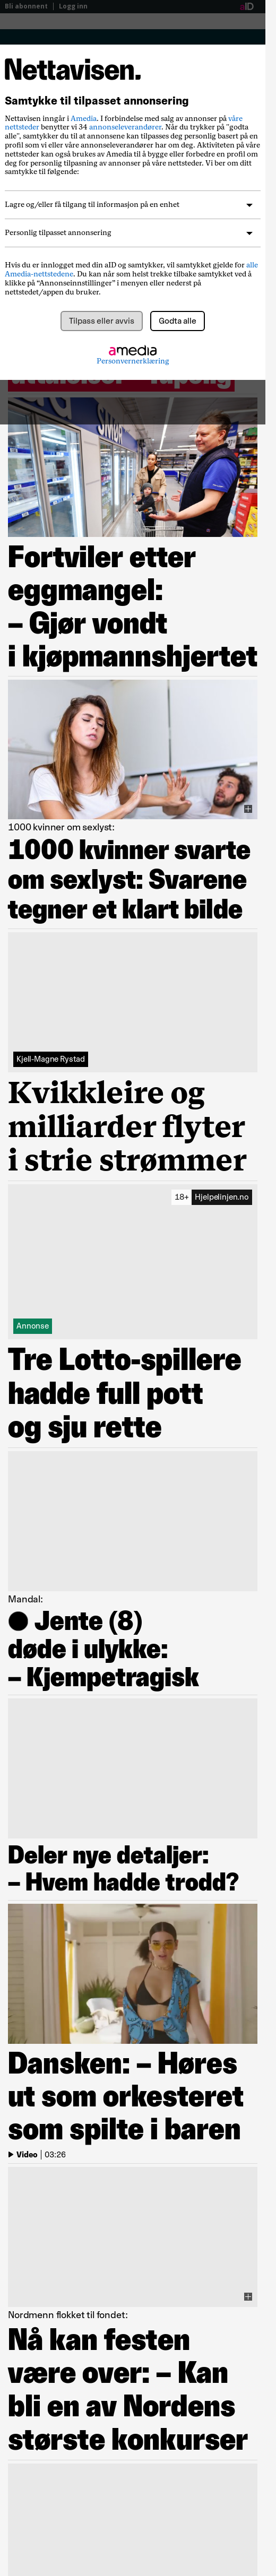 Bli abonnent | Logg inn
aID
Nettavisen.
Samtykke til tilpasset annonsering
Nettavisen inngår i Amedia. I forbindelse med salg av annonser på våre
nettsteder benytter vi 34 annonseleverandører. Når du trykker på "godta
alle", samtykker du til at annonsene kan tilpasses deg personlig basert på en
profil som vi eller våre annonseleverandører har om deg. Aktiviteten på våre
nettsteder kan også brukes av Amedia til å bygge eller forbedre en profil om
deg for personlig tilpasning av annonser på våre nettsteder. Vi ber om ditt
samtykke til følgende:
Lagre og/eller få tilgang til informasjon på en enhet
Personlig tilpasset annonsering
Hvis du er innlogget med din aID og samtykker, vil samtykket gjelde for alle
Amedia-nettstedene. Du kan når som helst trekke tilbake samtykket ved å
klikke på “Annonseinnstillinger” i menyen eller nederst på
nettstedet/appen du bruker.
Tilpass eller avvis
Godta alle
amedia
Personvernerklæring
Fortviler etter
eggmangel:
– Gjør vondt
i kjøpmannshjertet
1000 kvinner om sexlyst:
1000 kvinner svarte
om sexlyst: Svarene
tegner et klart bilde
Kjell-Magne Rystad
Kvikkleire og
milliarder flyter
i strie strømmer
18+ Hjelpelinjen.no
Annonse
Tre Lotto-spillere
hadde full pott
og sju rette
Mandal:
Jente (8)
døde i ulykke:
– Kjempetragisk
Deler nye detaljer:
– Hvem hadde trodd?
Dansken: – Høres
ut som orkesteret
som spilte i baren
Video | 03:26
Nordmenn flokket til fondet:
Nå kan festen
være over: – Kan
bli en av Nordens
største konkurser